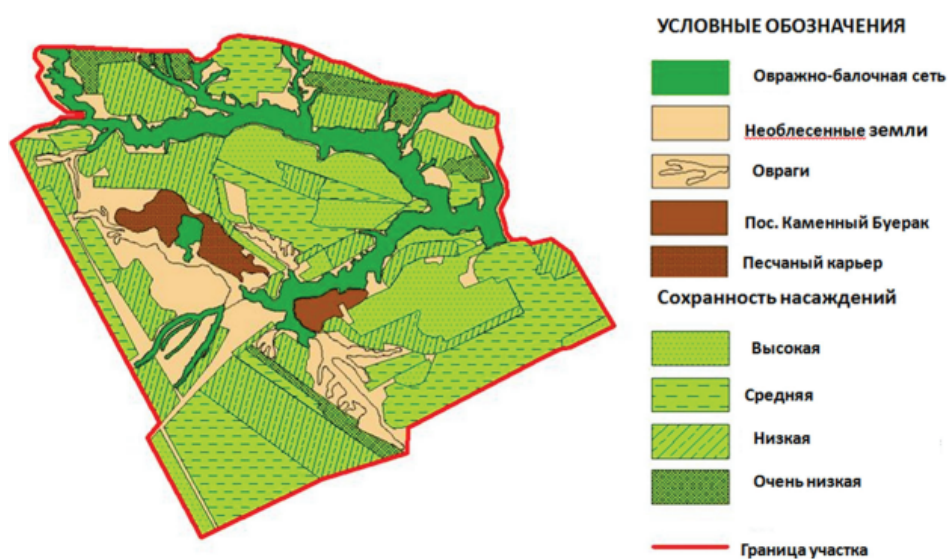 УСЛОВНЫЕ ОБОЗНАЧЕНИЯ
Овражно-балочная сеть
Необлесенные земли
Овраги
Пос. Каменный Буерак
Песчаный карьер
Сохранность насаждений
Высокая
Средняя
Низкая
Очень низкая
Граница участка